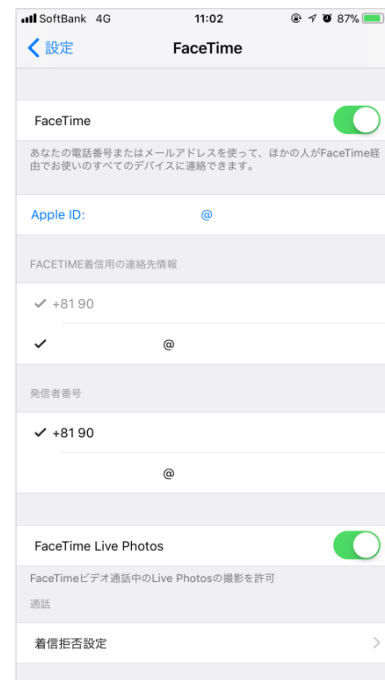 SoftBank 4G 11:02 87%
設定 FaceTime
FaceTime
あなたの電話番号またはメールアドレスを使って、ほかの人がFaceTime経
由でお使いのすべてのデバイスに連絡できます。
Apple ID: @
FACETIME着信用の連絡先情報
✓ +81 90
✓ @
発信者番号
✓ +81 90
@
FaceTime Live Photos
FaceTimeビデオ通話中のLive Photosの撮影を許可
通話
着信拒否設定